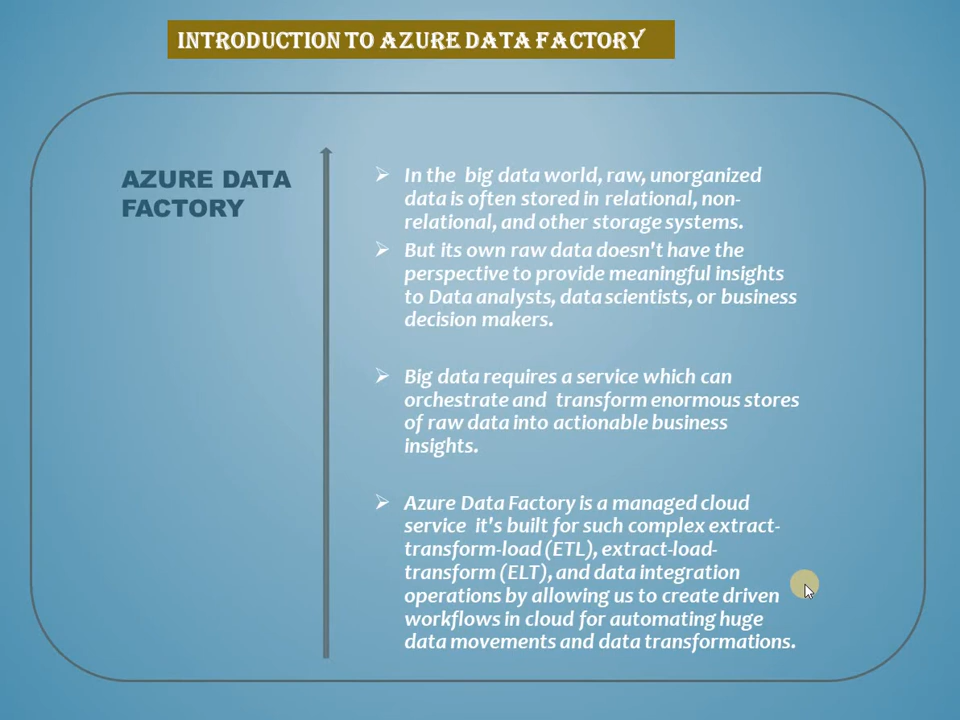 INTRODUCTION TO AZURE DATA FACTORY
AZURE DATA
FACTORY
In the big data world, raw, unorganized
data is often stored in relational, non-
relational, and other storage systems.
But its own raw data doesn't have the
perspective to provide meaningful insights
to Data analysts, data scientists, or business
decision makers.
Big data requires a service which can
orchestrate and transform enormous stores
of raw data into actionable business
insights.
Azure Data Factory is a managed cloud
service it's built for such complex extract-
transform-load (ETL), extract-load-
transform (ELT), and data integration
operations by allowing us to create driven
workflows in cloud for automating huge
data movements and data transformations.